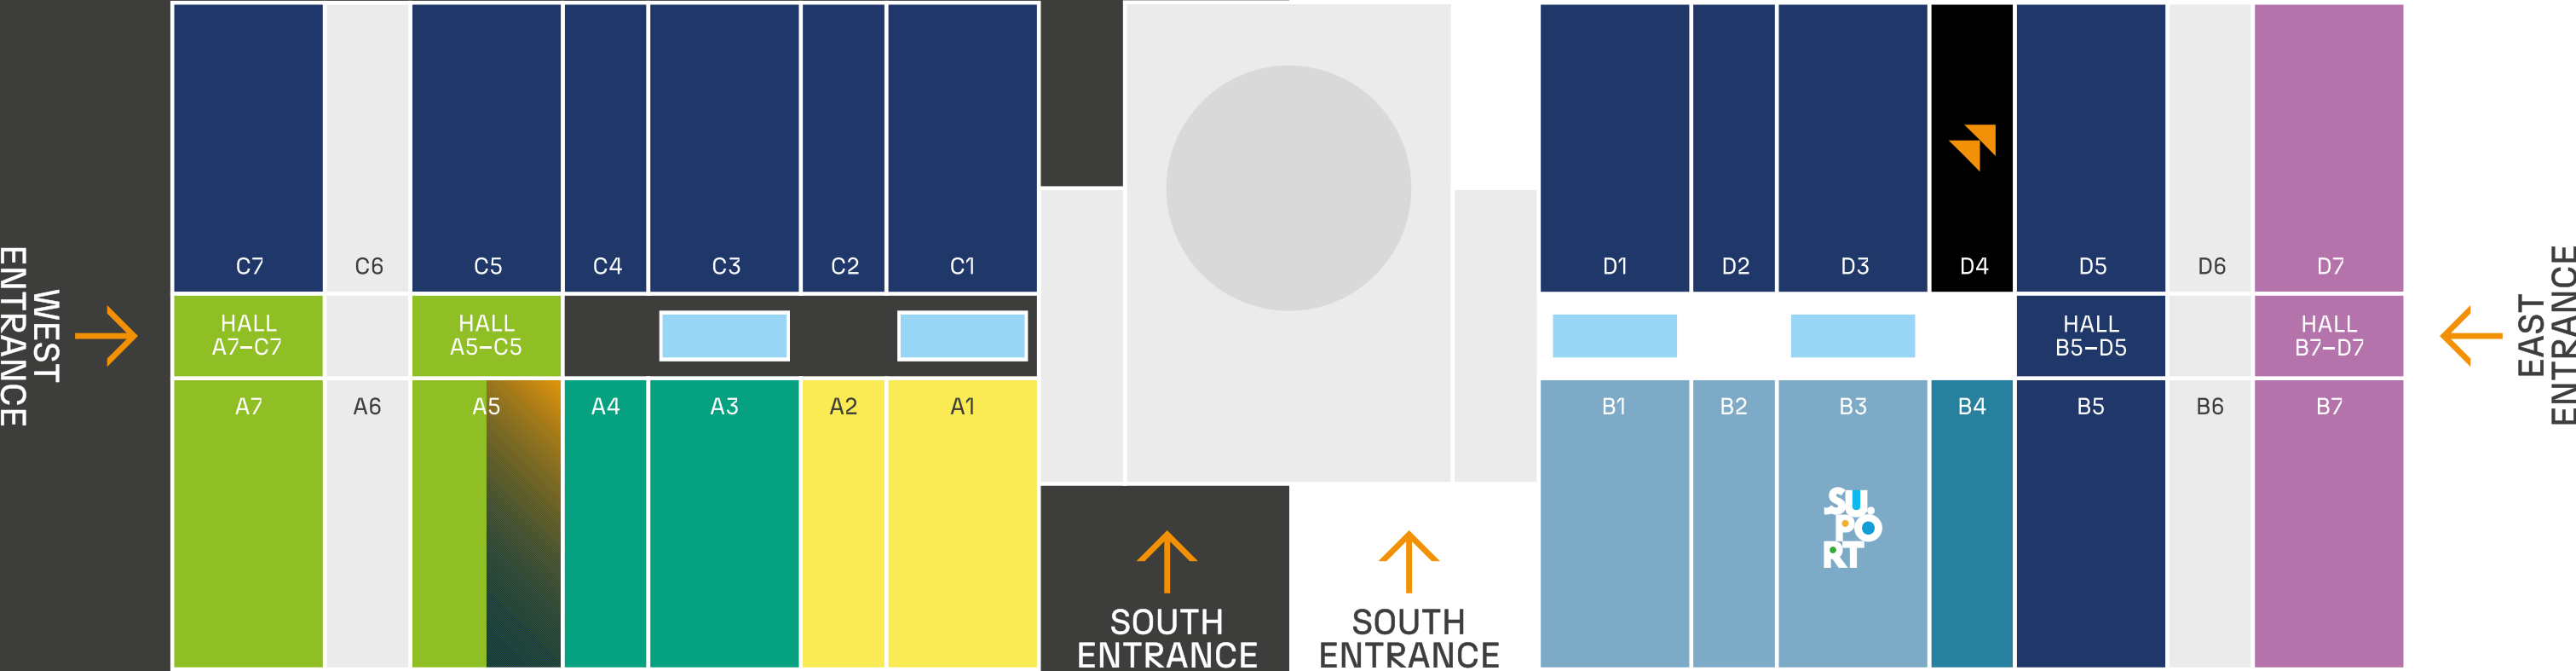 C7
C6
C5
C4
C3
C2
C1
D1
D2
D3
D4
D5
D6
D7
WEST
ENTRANCE
HALL
A7–C7
HALL
A5–C5
HALL
B5–D5
HALL
B7–D7
EAST
ENTRANCE
A7
A6
A5
A4
A3
A2
A1
B1
B2
B3
B4
B5
B6
B7
SU.
PO
RT
SOUTH
ENTRANCE
SOUTH
ENTRANCE